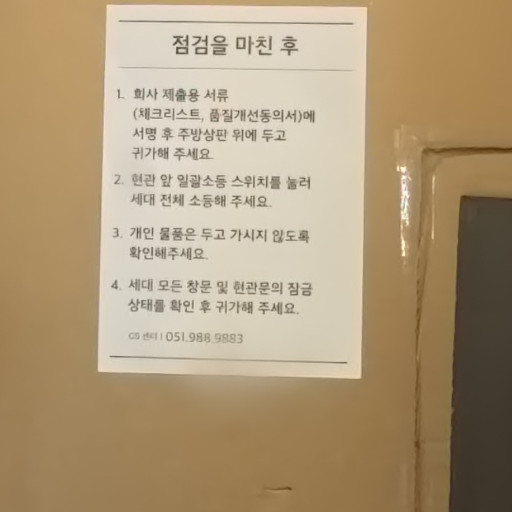 점검을 마친 후
1. 회사 제출용 서류
(체크리스트, 품질개선동의서)에
서명 후 주방상판 위에 두고
귀가해 주세요.
2. 현관 앞 일괄소등 스위치를 눌러
세대 전체 소등해 주세요.
3. 개인 물품은 두고 가시지 않도록
확인해주세요.
4. 세대 모든 창문 및 현관문의 잠금
상태를 확인 후 귀가해 주세요.
CS 센터 | 051.988.9883